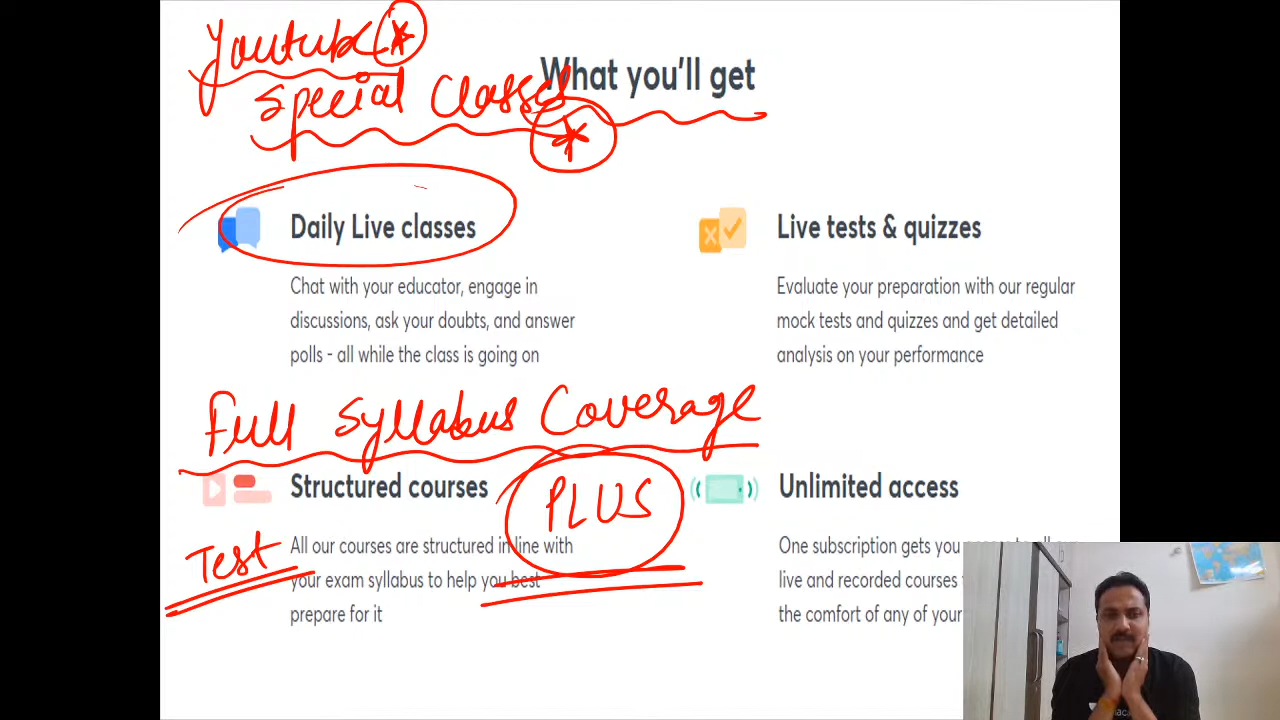 Youtube *
What you'll get
Special Classes
*
Daily Live classes
Chat with your educator, engage in
discussions, ask your doubts, and answer
polls - all while the class is going on
Live tests & quizzes
Evaluate your preparation with our regular
mock tests and quizzes and get detailed
analysis on your performance
Full Syllabus Coverage
Structured courses
PLUS
Test
All our courses are structured in line with
your exam syllabus to help you best
prepare for it
Unlimited access
One subscription gets you
live and recorded courses
the comfort of any of your